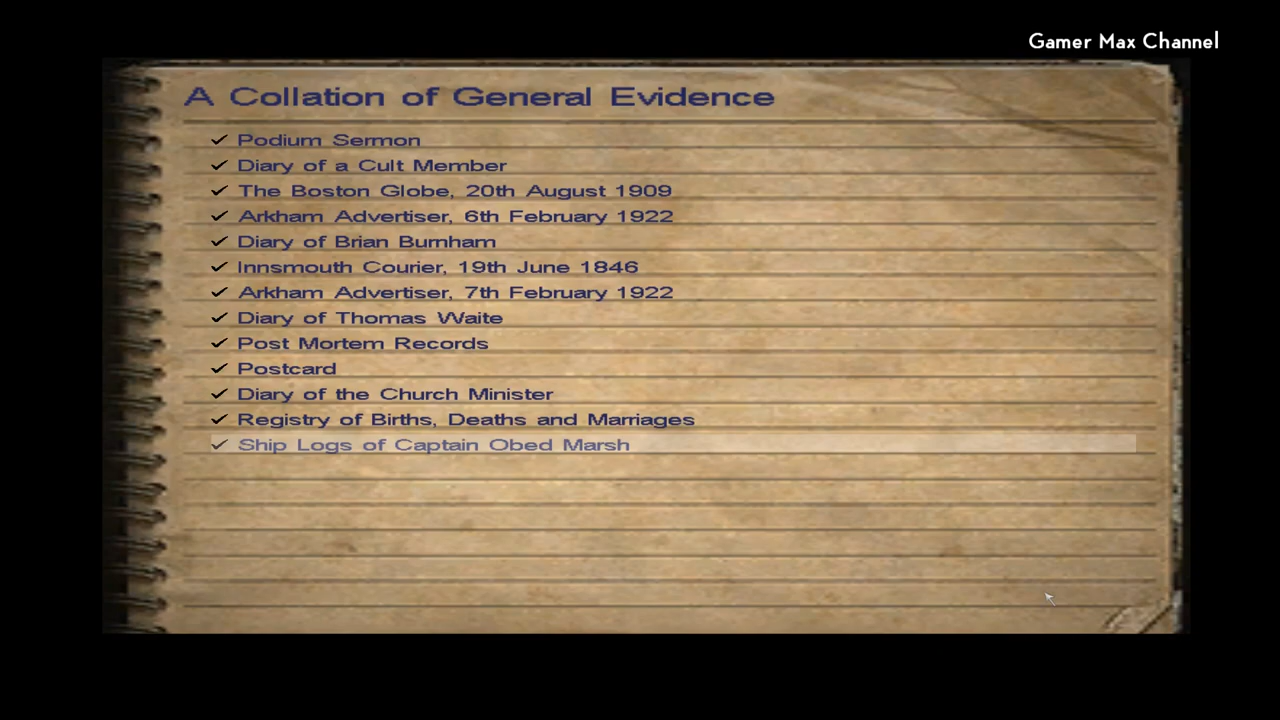 Gamer Max Channel
A Collation of General Evidence
✓ Podium Sermon
✓ Diary of a Cult Member
✓ The Boston Globe, 20th August 1909
✓ Arkham Advertiser, 6th February 1922
✓ Diary of Brian Burnham
✓ Innsmouth Courier, 19th June 1846
✓ Arkham Advertiser, 7th February 1922
✓ Diary of Thomas Waite
✓ Post Mortem Records
✓ Postcard
✓ Diary of the Church Minister
✓ Registry of Births, Deaths and Marriages
✓ Ship Logs of Captain Obed Marsh